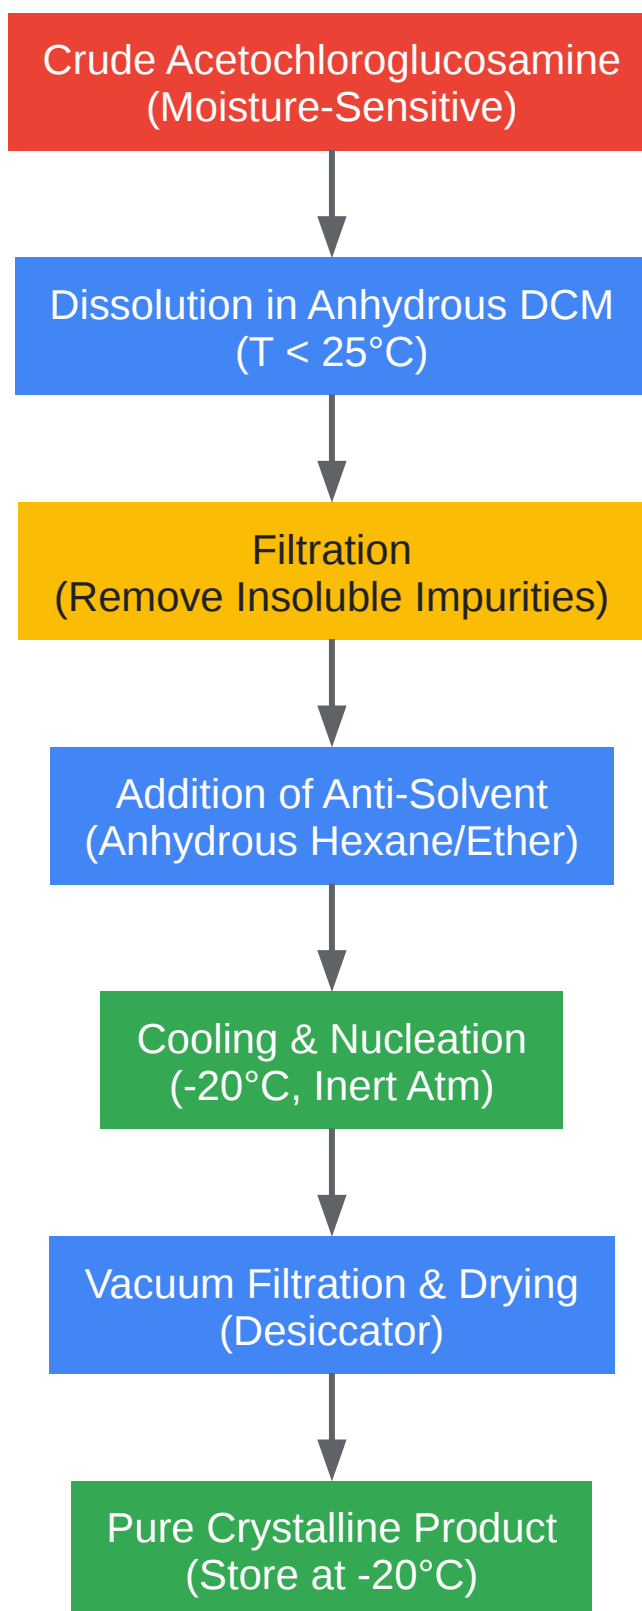 Crude Acetochloroglucosamine
(Moisture-Sensitive)
Dissolution in Anhydrous DCM
(T < 25°C)
Filtration
(Remove Insoluble Impurities)
Addition of Anti-Solvent
(Anhydrous Hexane/Ether)
Cooling & Nucleation
(-20°C, Inert Atm)
Vacuum Filtration & Drying
(Desiccator)
Pure Crystalline Product
(Store at -20°C)